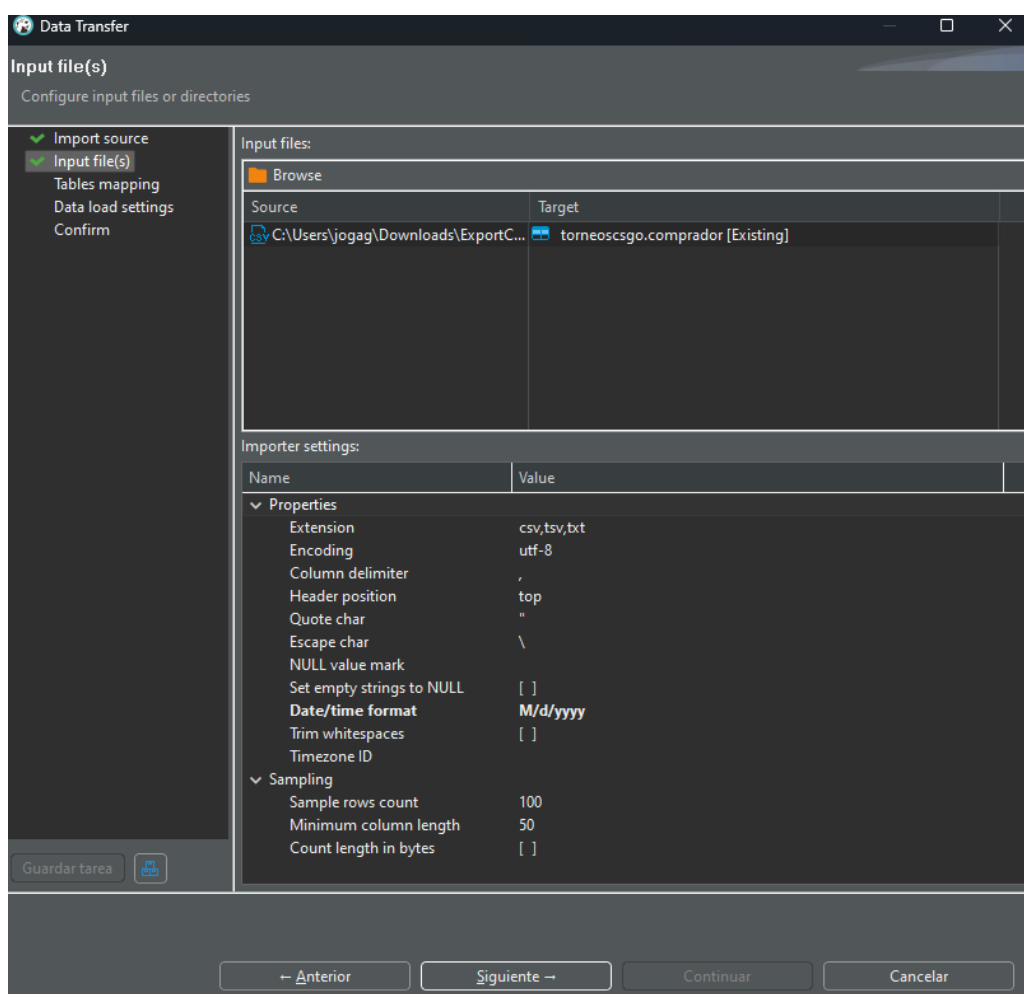 Data Transfer
Input file(s)
Configure input files or directories
Import source
Input file(s)
Tables mapping
Data load settings
Confirm
Input files:
Browse
Source Target
C:\Users\jogag\Downloads\ExportC... torneoscsgo.comprador [Existing]
Importer settings:
Name Value
Properties
Extension csv,tsv,txt
Encoding utf-8
Column delimiter ,
Header position top
Quote char "
Escape char \
NULL value mark
Set empty strings to NULL [ ]
Date/time format M/d/yyyy
Trim whitespaces [ ]
Timezone ID
Sampling
Sample rows count 100
Minimum column length 50
Count length in bytes [ ]
Guardar tarea
← Anterior Siguiente → Continuar Cancelar